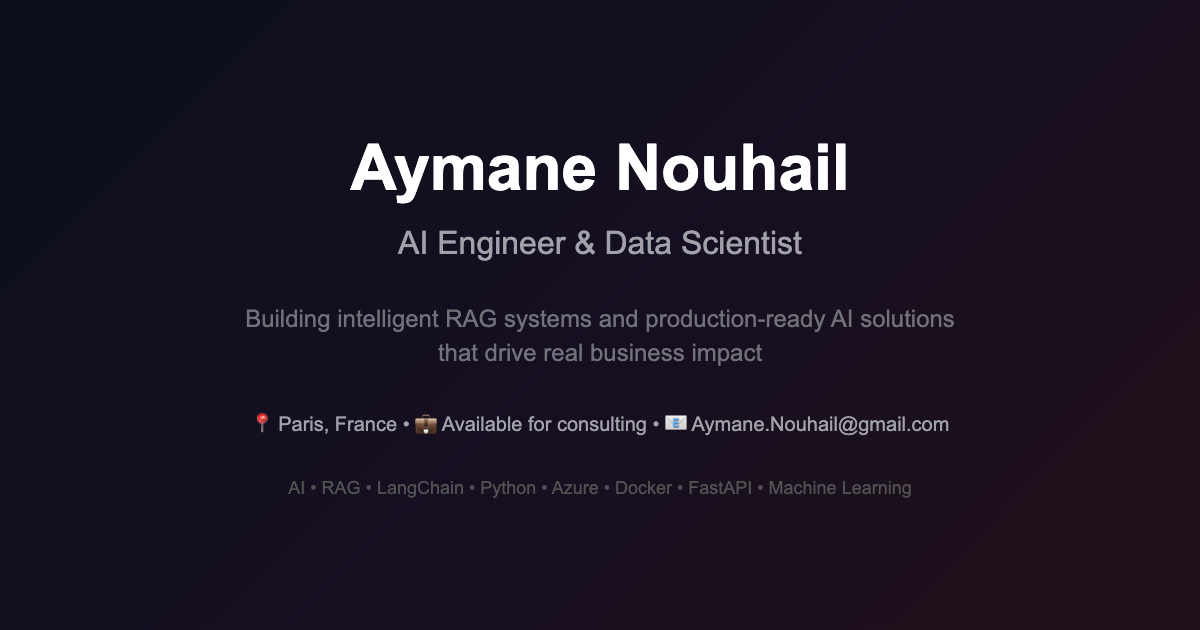 Aymane Nouhail
AI Engineer & Data Scientist
Building intelligent RAG systems and production-ready AI solutions
that drive real business impact
📍 Paris, France • 💼 Available for consulting • 📧 Aymane.Nouhail@gmail.com
AI • RAG • LangChain • Python • Azure • Docker • FastAPI • Machine Learning